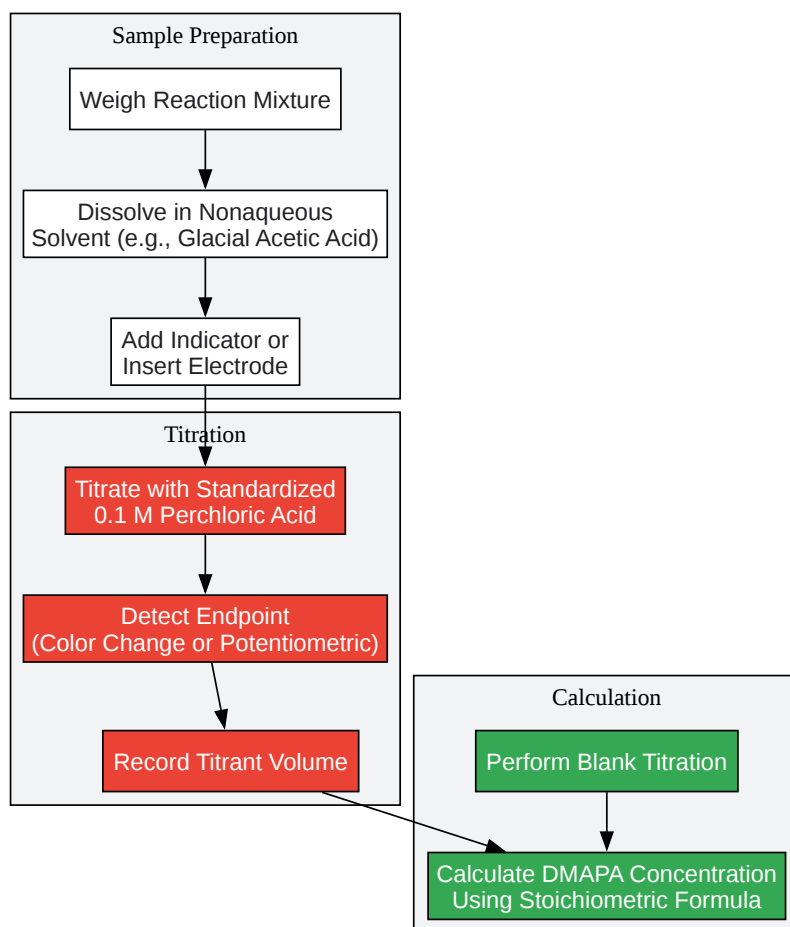 Sample Preparation
Weigh Reaction Mixture
Dissolve in Nonaqueous
Solvent (e.g., Glacial Acetic Acid)
Add Indicator or
Insert Electrode
Titration
Titrate with Standardized
0.1 M Perchloric Acid
Detect Endpoint
(Color Change or Potentiometric)
Record Titrant Volume
Calculation
Perform Blank Titration
Calculate DMAPA Concentration
Using Stoichiometric Formula